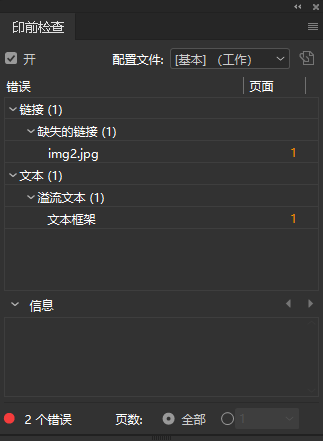 印前检查
开 配置文件: [基本] （工作）
错误 页面
链接 (1)
缺失的链接 (1)
img2.jpg 1
文本 (1)
溢流文本 (1)
文本框架 1
信息
2 个错误 页数: 全部 1